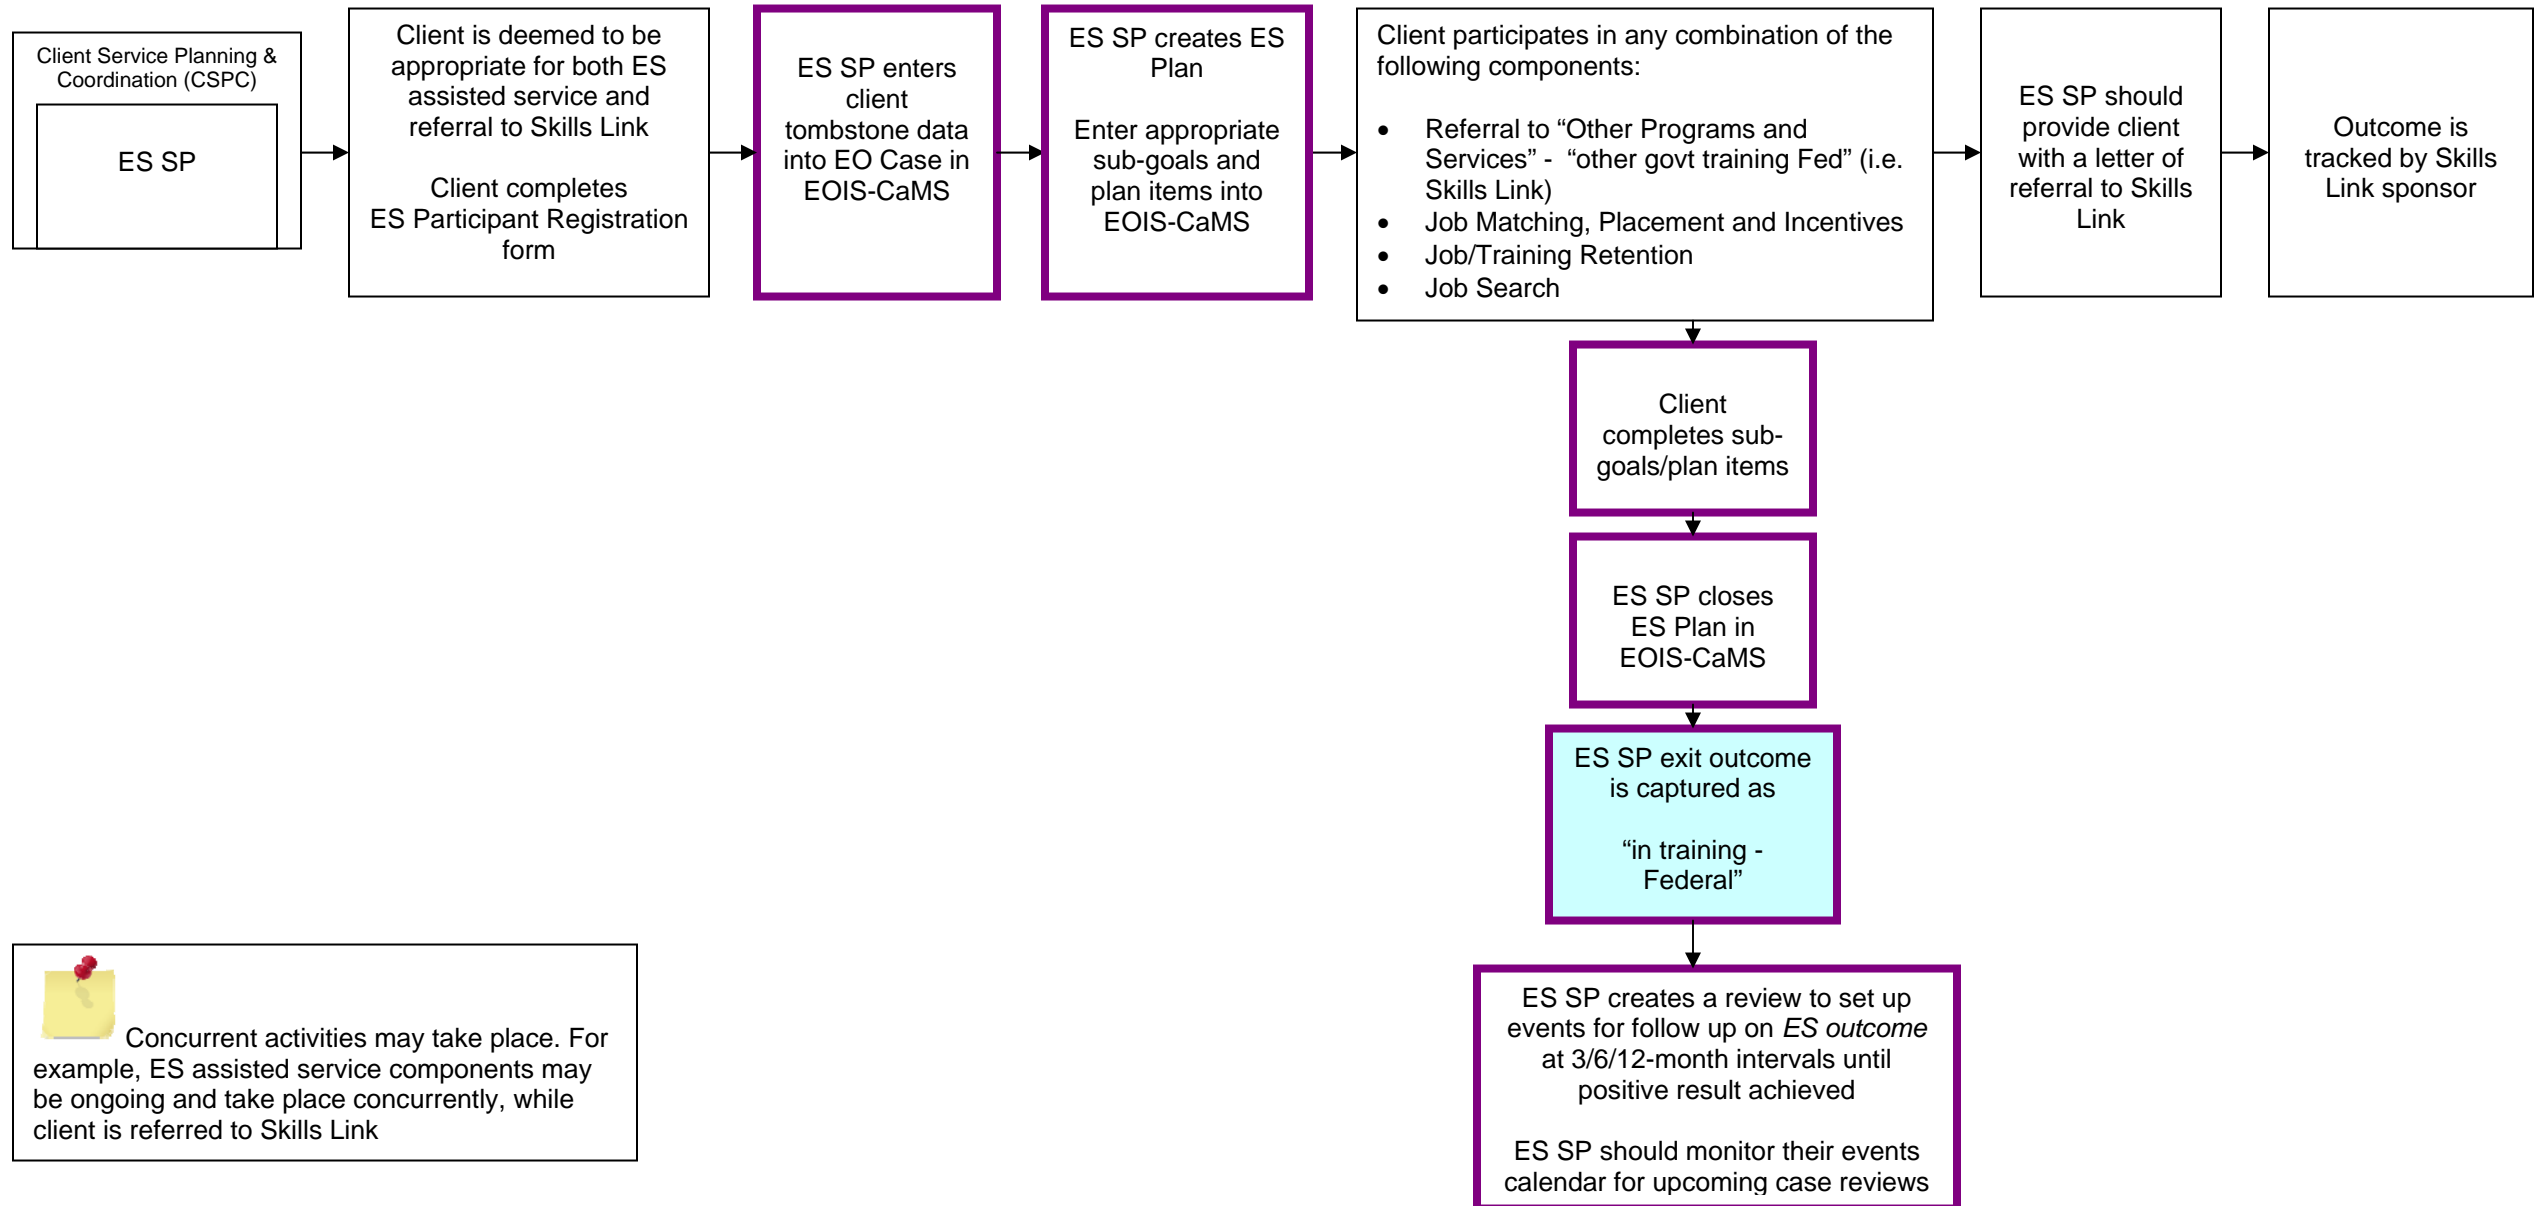 Client Service Planning &
Coordination (CSPC)
ES SP
Client is deemed to be
appropriate for both ES
assisted service and
referral to Skills Link
Client completes
ES Participant Registration
form
ES SP enters
client
tombstone data
into EO Case in
EOIS-CaMS
ES SP creates ES
Plan
Enter appropriate
sub-goals and
plan items into
EOIS-CaMS
Client participates in any combination of the
following components:
• Referral to “Other Programs and
Services” - “other govt training Fed” (i.e.
Skills Link)
• Job Matching, Placement and Incentives
• Job/Training Retention
• Job Search
ES SP should
provide client
with a letter of
referral to Skills
Link
Outcome is
tracked by Skills
Link sponsor
Client
completes sub-
goals/plan items
ES SP closes
ES Plan in
EOIS-CaMS
ES SP exit outcome
is captured as
“in training -
Federal”
ES SP creates a review to set up
events for follow up on ES outcome
at 3/6/12-month intervals until
positive result achieved
ES SP should monitor their events
calendar for upcoming case reviews
Concurrent activities may take place. For
example, ES assisted service components may
be ongoing and take place concurrently, while
client is referred to Skills Link